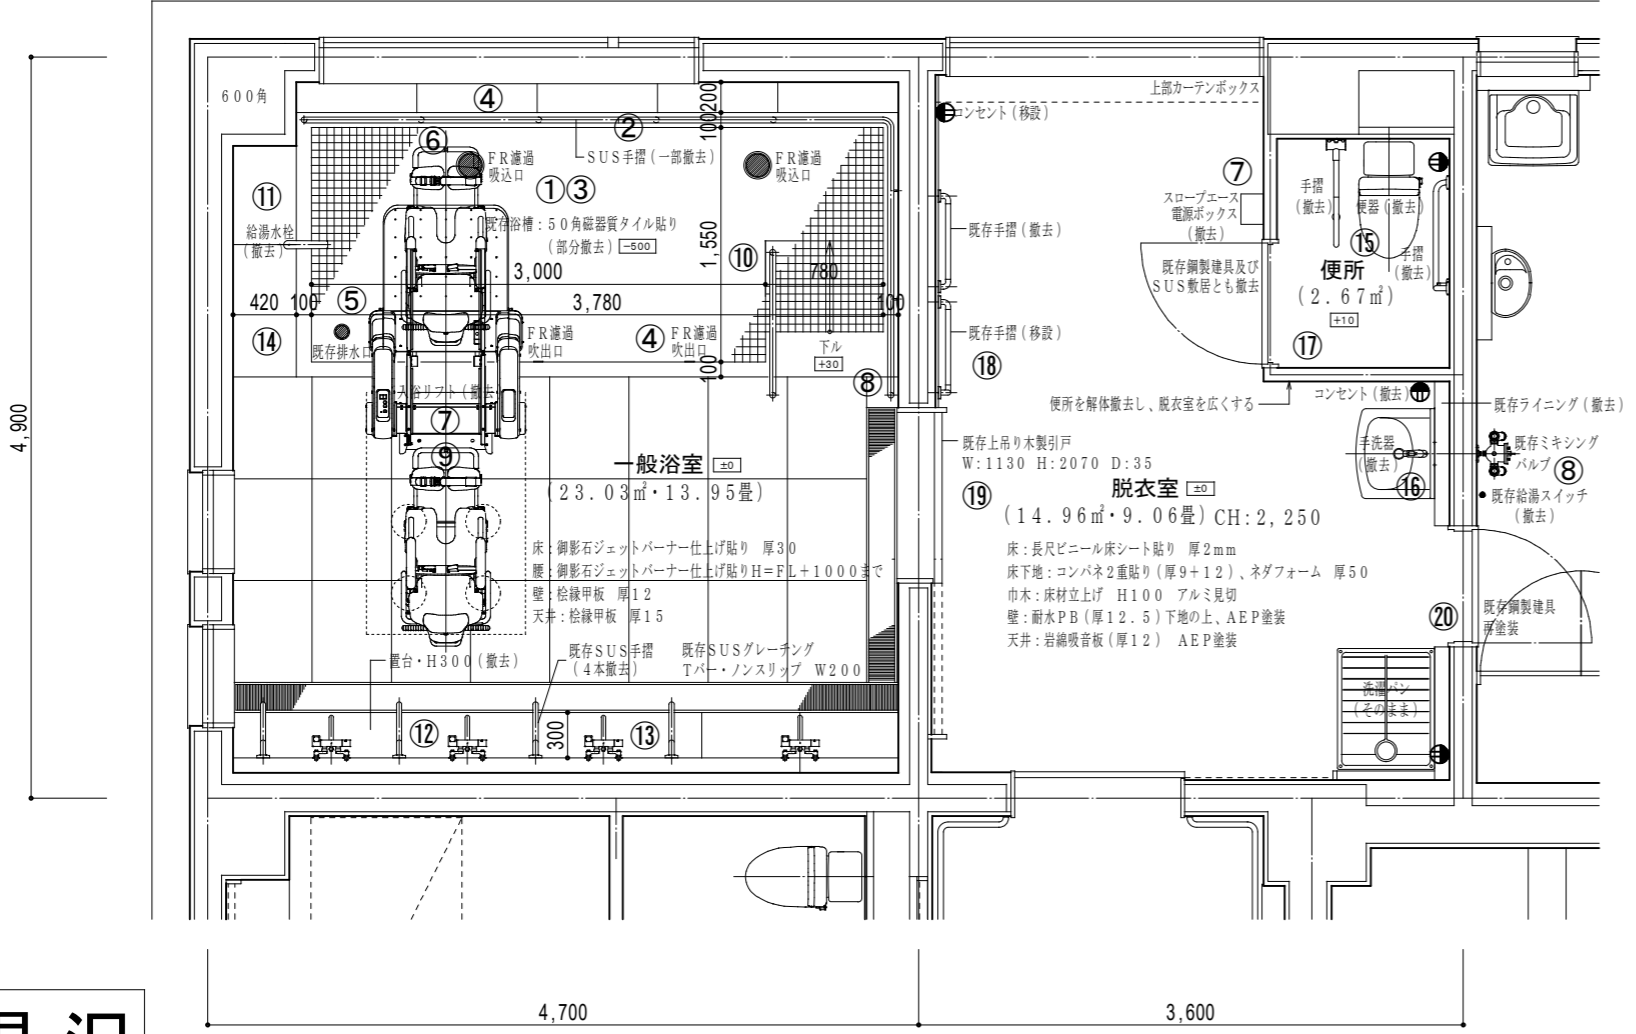 600角
④
200
上部カーテンボックス
100
コンセント（移設）
②
⑥
SUS手摺（一部撤去）
FR濾過
吸込口
FR濾過
吸込口
①③
⑪
⑦
手摺
（撤去）
便器（撤去）
スロープエース
電源ボックス
（撤去）
既存浴槽：50角磁器質タイル貼り
（部分撤去） -500
給湯水栓
（撤去）
1,550
⑩
既存手摺（撤去）
⑮
手摺
（撤去）
3,000
780
既存鋼製建具及び
SUS敷居とも撤去
便所
（2.67㎡）
+10
420
100
⑤
3,780
100
⑭
既存排水口
FR濾過
吹出口
④
FR濾過
吹出口
下ル
+30
既存手摺（移設）
⑰
⑱
100
入浴リフト（撤去）
⑧
コンセント（撤去）
便所を解体撤去し、脱衣室を広くする
既存ライニング（撤去）
4,900
⑦
⑨
既存上吊り木製引戸
W:1130 H:2070 D:35
手洗器
（撤去）
既存ミキシング
バルブ
⑧
一般浴室 ±0
（23.03㎡・13.95畳）
⑲
脱衣室 ±0
（14.96㎡・9.06畳）CH:2,250
⑯
既存給湯スイッチ
（撤去）
床：御影石ジェットバーナー仕上げ貼り 厚30
腰：御影石ジェットバーナー仕上げ貼りH=FL+1000まで
壁：桧縁甲板 厚12
天井：桧縁甲板 厚15
床：長尺ビニール床シート貼り 厚2mm
床下地：コンパネ2重貼り（厚9+12）、ネダフォーム 厚50
巾木：床材立上げ H100 アルミ見切
壁：耐水PB（厚12.5）下地の上、AEP塗装
天井：岩綿吸音板（厚12） AEP塗装
⑳
既存鋼製建具
再塗装
置台・H300（撤去）
既存SUS手摺
（4本撤去）
既存SUSグレーチング
Tバー・ノンスリップ W200
洗濯パン
（そのまま）
⑫
300
⑬
4,700
3,600